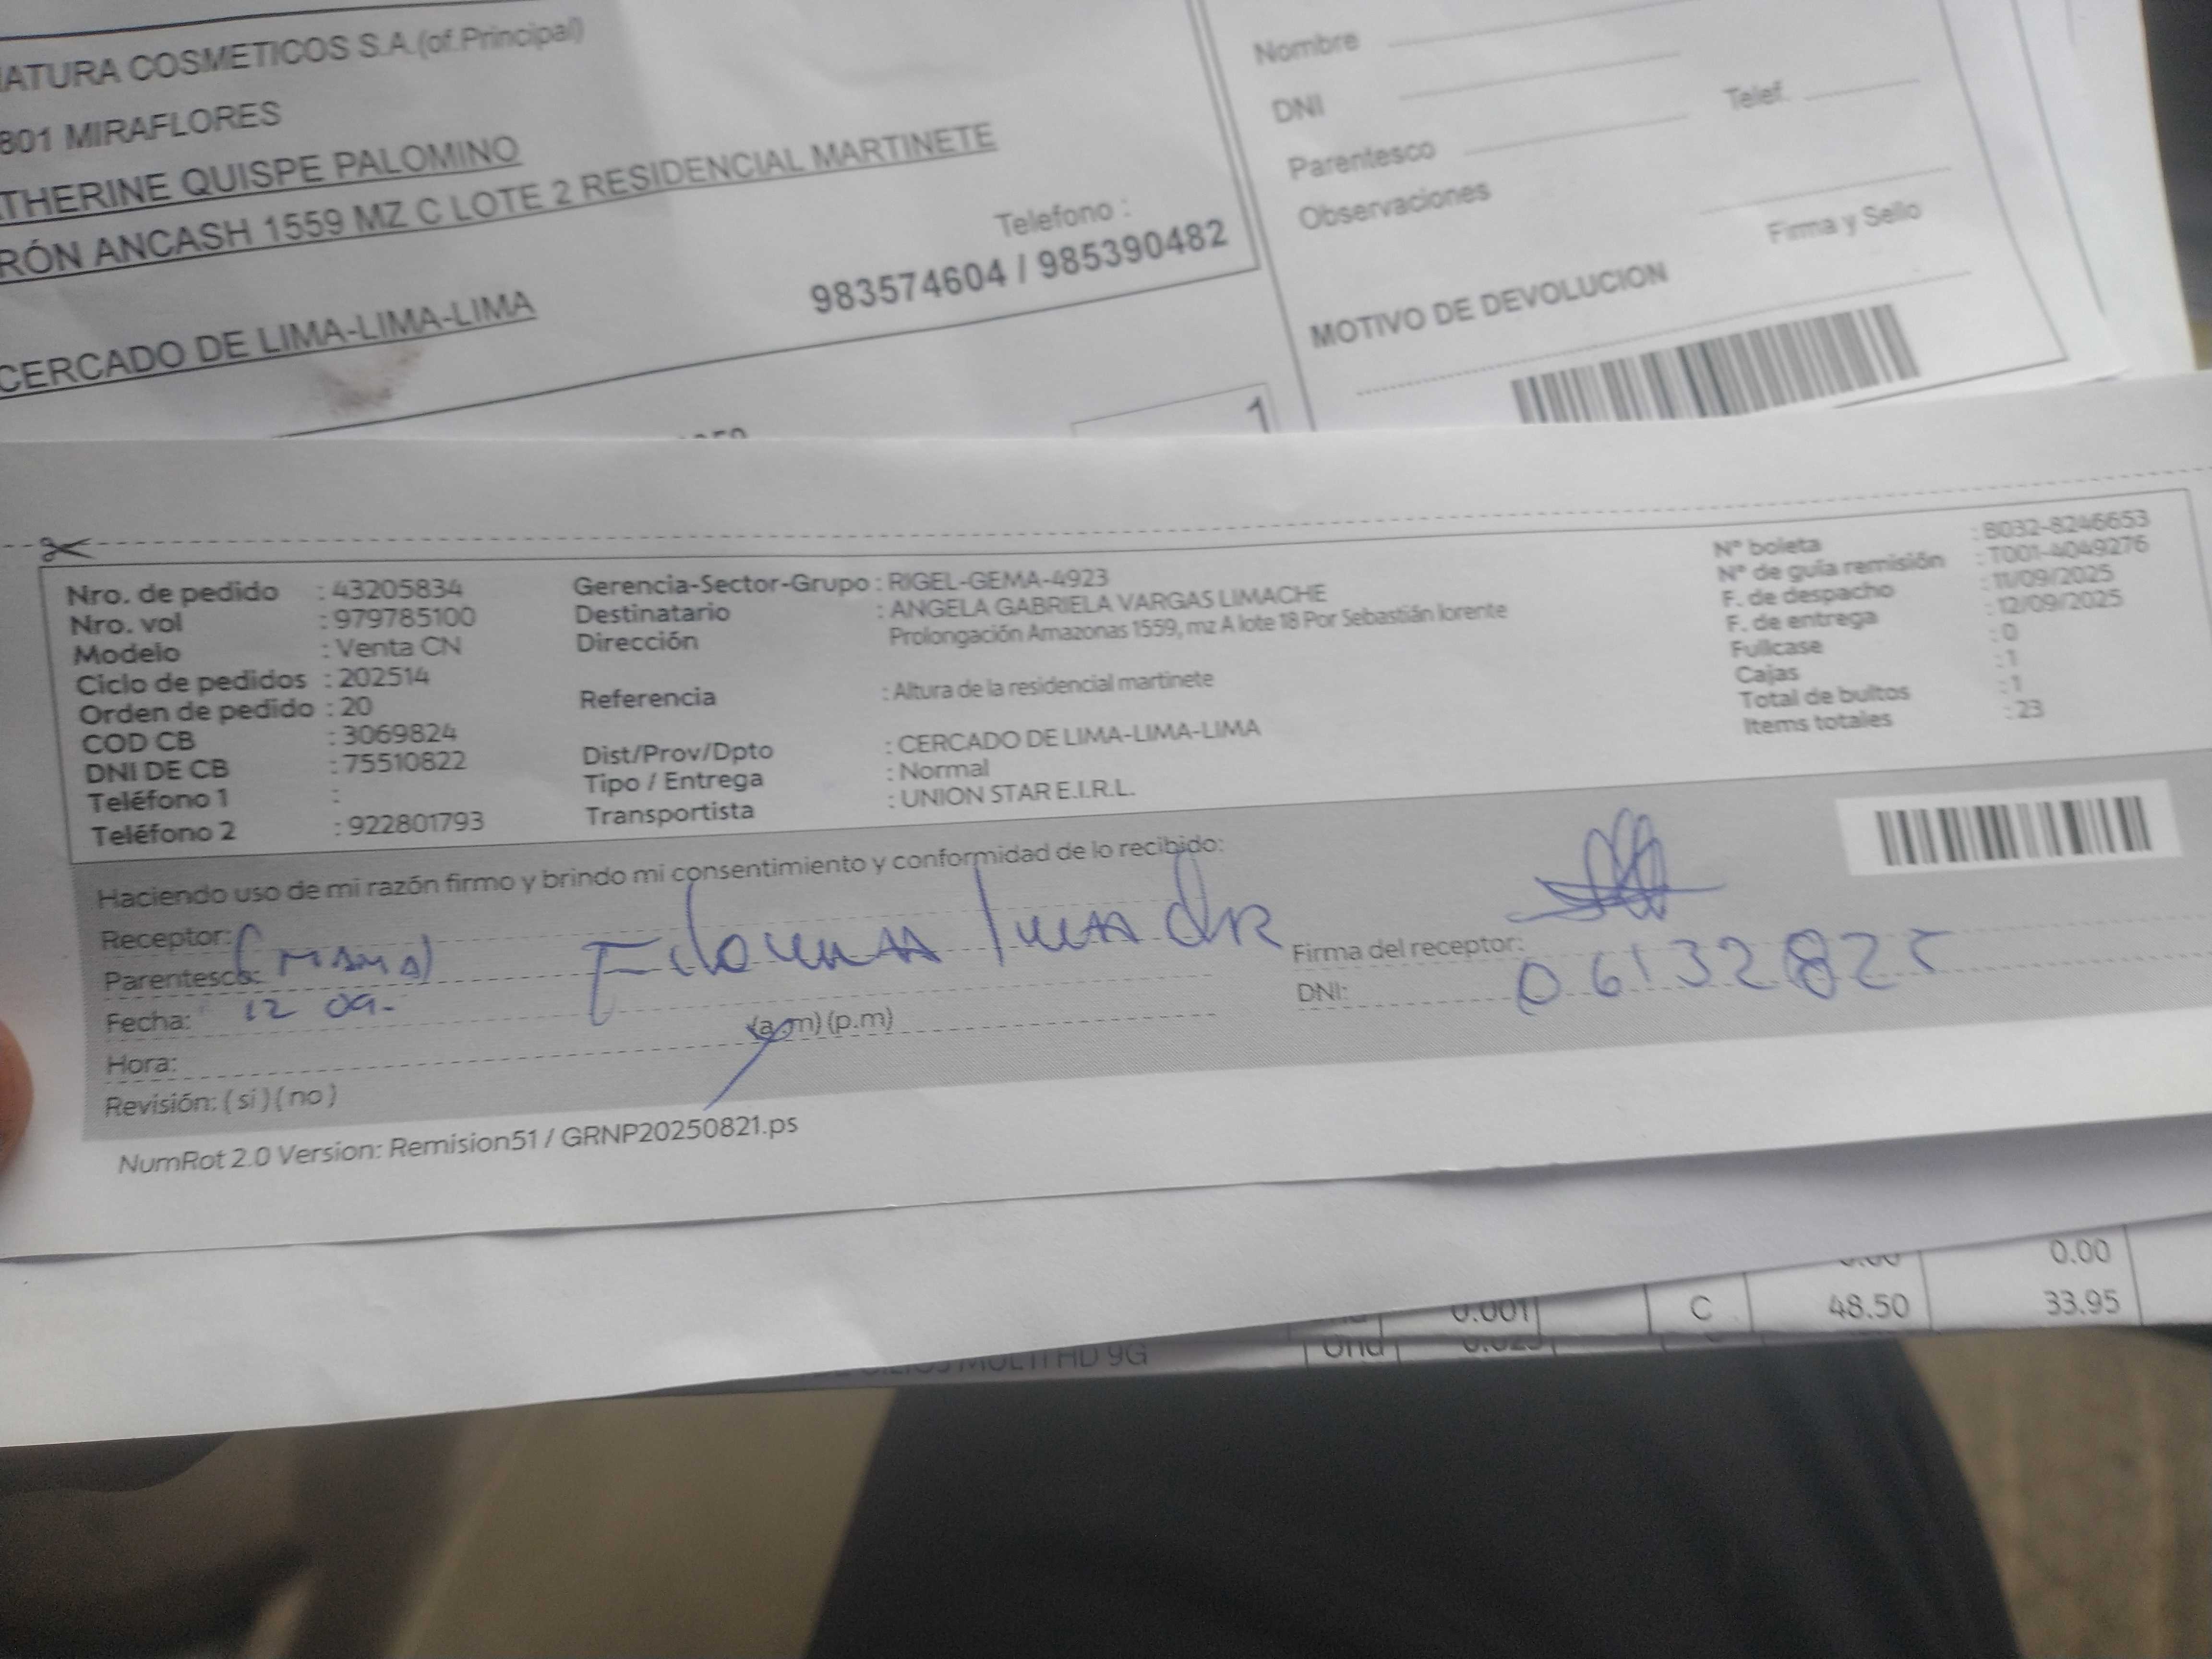 ATURA COSMETICOS S.A.(of.Principal)
801 MIRAFLORES
THERINE QUISPE PALOMINO
RÓN ANCASH 1559 MZ C LOTE 2 RESIDENCIAL MARTINETE
Telefono :
983574604 / 985390482
CERCADO DE LIMA-LIMA-LIMA
1
Nombre
DNI
Telef.
Parentesco
Observaciones
Firma y Sello
MOTIVO DE DEVOLUCION
Nro. de pedido : 43205834
Nro. vol : 979785100
Modelo : Venta CN
Ciclo de pedidos : 202514
Orden de pedido : 20
COD CB : 3069824
DNI DE CB : 75510822
Teléfono 1 :
Teléfono 2 : 922801793
Gerencia-Sector-Grupo : RIGEL-GEMA-4923
Destinatario : ANGELA GABRIELA VARGAS LIMACHE
Dirección Prolongación Amazonas 1559, mz A lote 18 Por Sebastián lorente
Referencia : Altura de la residencial martinete
Dist/Prov/Dpto : CERCADO DE LIMA-LIMA-LIMA
Tipo / Entrega : Normal
Transportista : UNION STAR E.I.R.L.
N° boleta : B032-8246653
N° de guía remisión : T001-4049276
F. de despacho : 11/09/2025
F. de entrega : 12/09/2025
Fullcase : 0
Cajas : 1
Total de bultos : 1
Items totales : 23
Haciendo uso de mi razón firmo y brindo mi consentimiento y conformidad de lo recibido:
Receptor:
Parentesco: (mama)
Fecha: 12 09-
Hora: (a.m) (p.m)
Revisión: ( si ) ( no )
Firma del receptor:
DNI: 06132825
NumRot 2.0 Version: Remision51 / GRNP20250821.ps
0.00
0.001 C 48.50 33.95
MULTI HD 9G Und